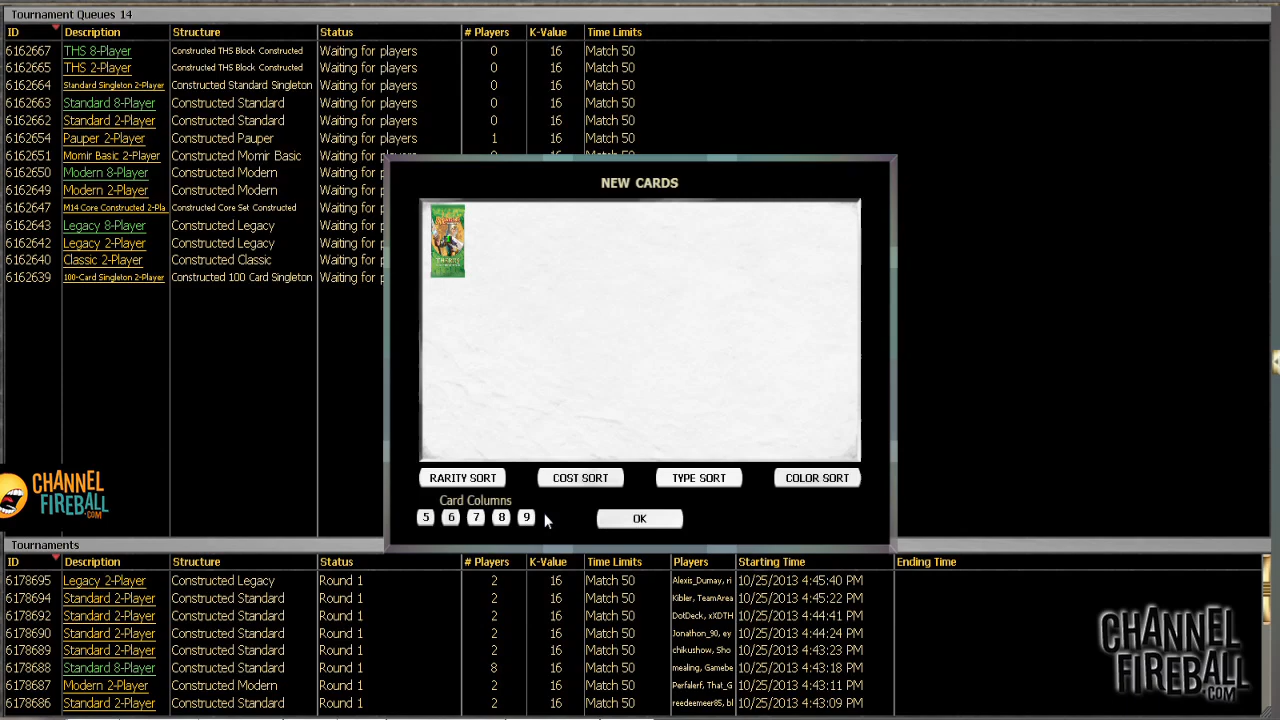 Tournament Queues 14
ID Description Structure Status # Players K-Value Time Limits
6162667 THS 8-Player Constructed THS Block Constructed Waiting for players 0 16 Match 50
6162665 THS 2-Player Constructed THS Block Constructed Waiting for players 0 16 Match 50
6162664 Standard Singleton 2-Player Constructed Standard Singleton Waiting for players 0 16 Match 50
6162663 Standard 8-Player Constructed Standard Waiting for players 0 16 Match 50
6162662 Standard 2-Player Constructed Standard Waiting for players 0 16 Match 50
6162654 Pauper 2-Player Constructed Pauper Waiting for players 1 16 Match 50
6162651 Momir Basic 2-Player Constructed Momir Basic Waiting for players
6162650 Modern 8-Player Constructed Modern Waiting for p
6162649 Modern 2-Player Constructed Modern Waiting for p
6162647 M14 Core Constructed 2-Pla Constructed Core Set Constructed Waiting for p
6162643 Legacy 8-Player Constructed Legacy Waiting for p
6162642 Legacy 2-Player Constructed Legacy Waiting for p
6162640 Classic 2-Player Constructed Classic Waiting for p
6162639 100-Card Singleton 2-Player Constructed 100 Card Singleton Waiting for p
NEW CARDS
RARITY SORT COST SORT TYPE SORT COLOR SORT
Card Columns
5 6 7 8 9 OK
CHANNEL
FIREBALL
.COM
Tournaments
ID Description Structure Status # Players K-Value Time Limits Players Starting Time Ending Time
6178695 Legacy 2-Player Constructed Legacy Round 1 2 16 Match 50 Alexis_Dumay, ri 10/25/2013 4:45:40 PM
6178694 Standard 2-Player Constructed Standard Round 1 2 16 Match 50 Kibler, TeamArea 10/25/2013 4:45:22 PM
6178692 Standard 2-Player Constructed Standard Round 1 2 16 Match 50 DotDeck, xXDTH 10/25/2013 4:44:41 PM
6178690 Standard 2-Player Constructed Standard Round 1 2 16 Match 50 Jonathon_90, ey 10/25/2013 4:44:24 PM
6178689 Standard 2-Player Constructed Standard Round 1 2 16 Match 50 chikushow, Sho 10/25/2013 4:43:23 PM
6178688 Standard 8-Player Constructed Standard Round 1 8 16 Match 50 mealing, Gamebe 10/25/2013 4:43:18 PM
6178687 Modern 2-Player Constructed Modern Round 1 2 16 Match 50 Perfalerf, That_G 10/25/2013 4:43:11 PM
6178686 Standard 2-Player Constructed Standard Round 1 2 16 Match 50 reedeemeer85, bl 10/25/2013 4:43:09 PM
CHANNEL
FIREBALL
.COM